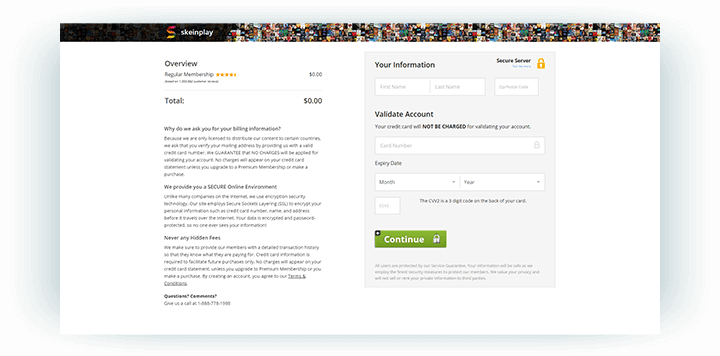 skeinplay
Overview
Regular Membership
$0.00
(based on 1,000,662 customer reviews)
Total:
$0.00
Why do we ask you for your billing information?
Because we are only licensed to distribute our content to certain countries,
we ask that you verify your mailing address by providing us with a valid
credit card number. We GUARANTEE that NO CHARGES will be applied for
validating your account. No charges will appear on your credit card
statement unless you upgrade to a Premium Membership or make a
purchase.
We provide you a SECURE Online Environment
Unlike many companies on the Internet, we use encryption security
technology. Our site employs Secure Sockets Layering (SSL) to encrypt your
personal information such as credit card number, name, and address
before it travels over the Internet. Your data is encrypted and password-
protected, so no one ever sees your information!
Never any Hidden Fees
We make sure to provide our members with a detailed transaction history
so that they know what they are paying for. Credit card information is
required to facilitate future purchases only. No charges will appear on your
credit card statement, unless you upgrade to Premium Membership or you
make a purchase. By creating an account, you agree to our Terms &
Conditions.
Questions? Comments?
Give us a call at 1-888-778-1988
Your Information
Secure Server
First Name
Last Name
Zip/Postal Code
Validate Account
Your credit card will NOT BE CHARGED for validating your account.
Card Number
Expiry Date
Month
Year
CVV2
The CVV2 is a 3 digit code on the back of your card.
Continue
All users are protected by our Service Guarantee. Your information will be safe as we
employ the finest security measures to protect our members. We value your privacy and
will not sell or rent your private information to third parties.